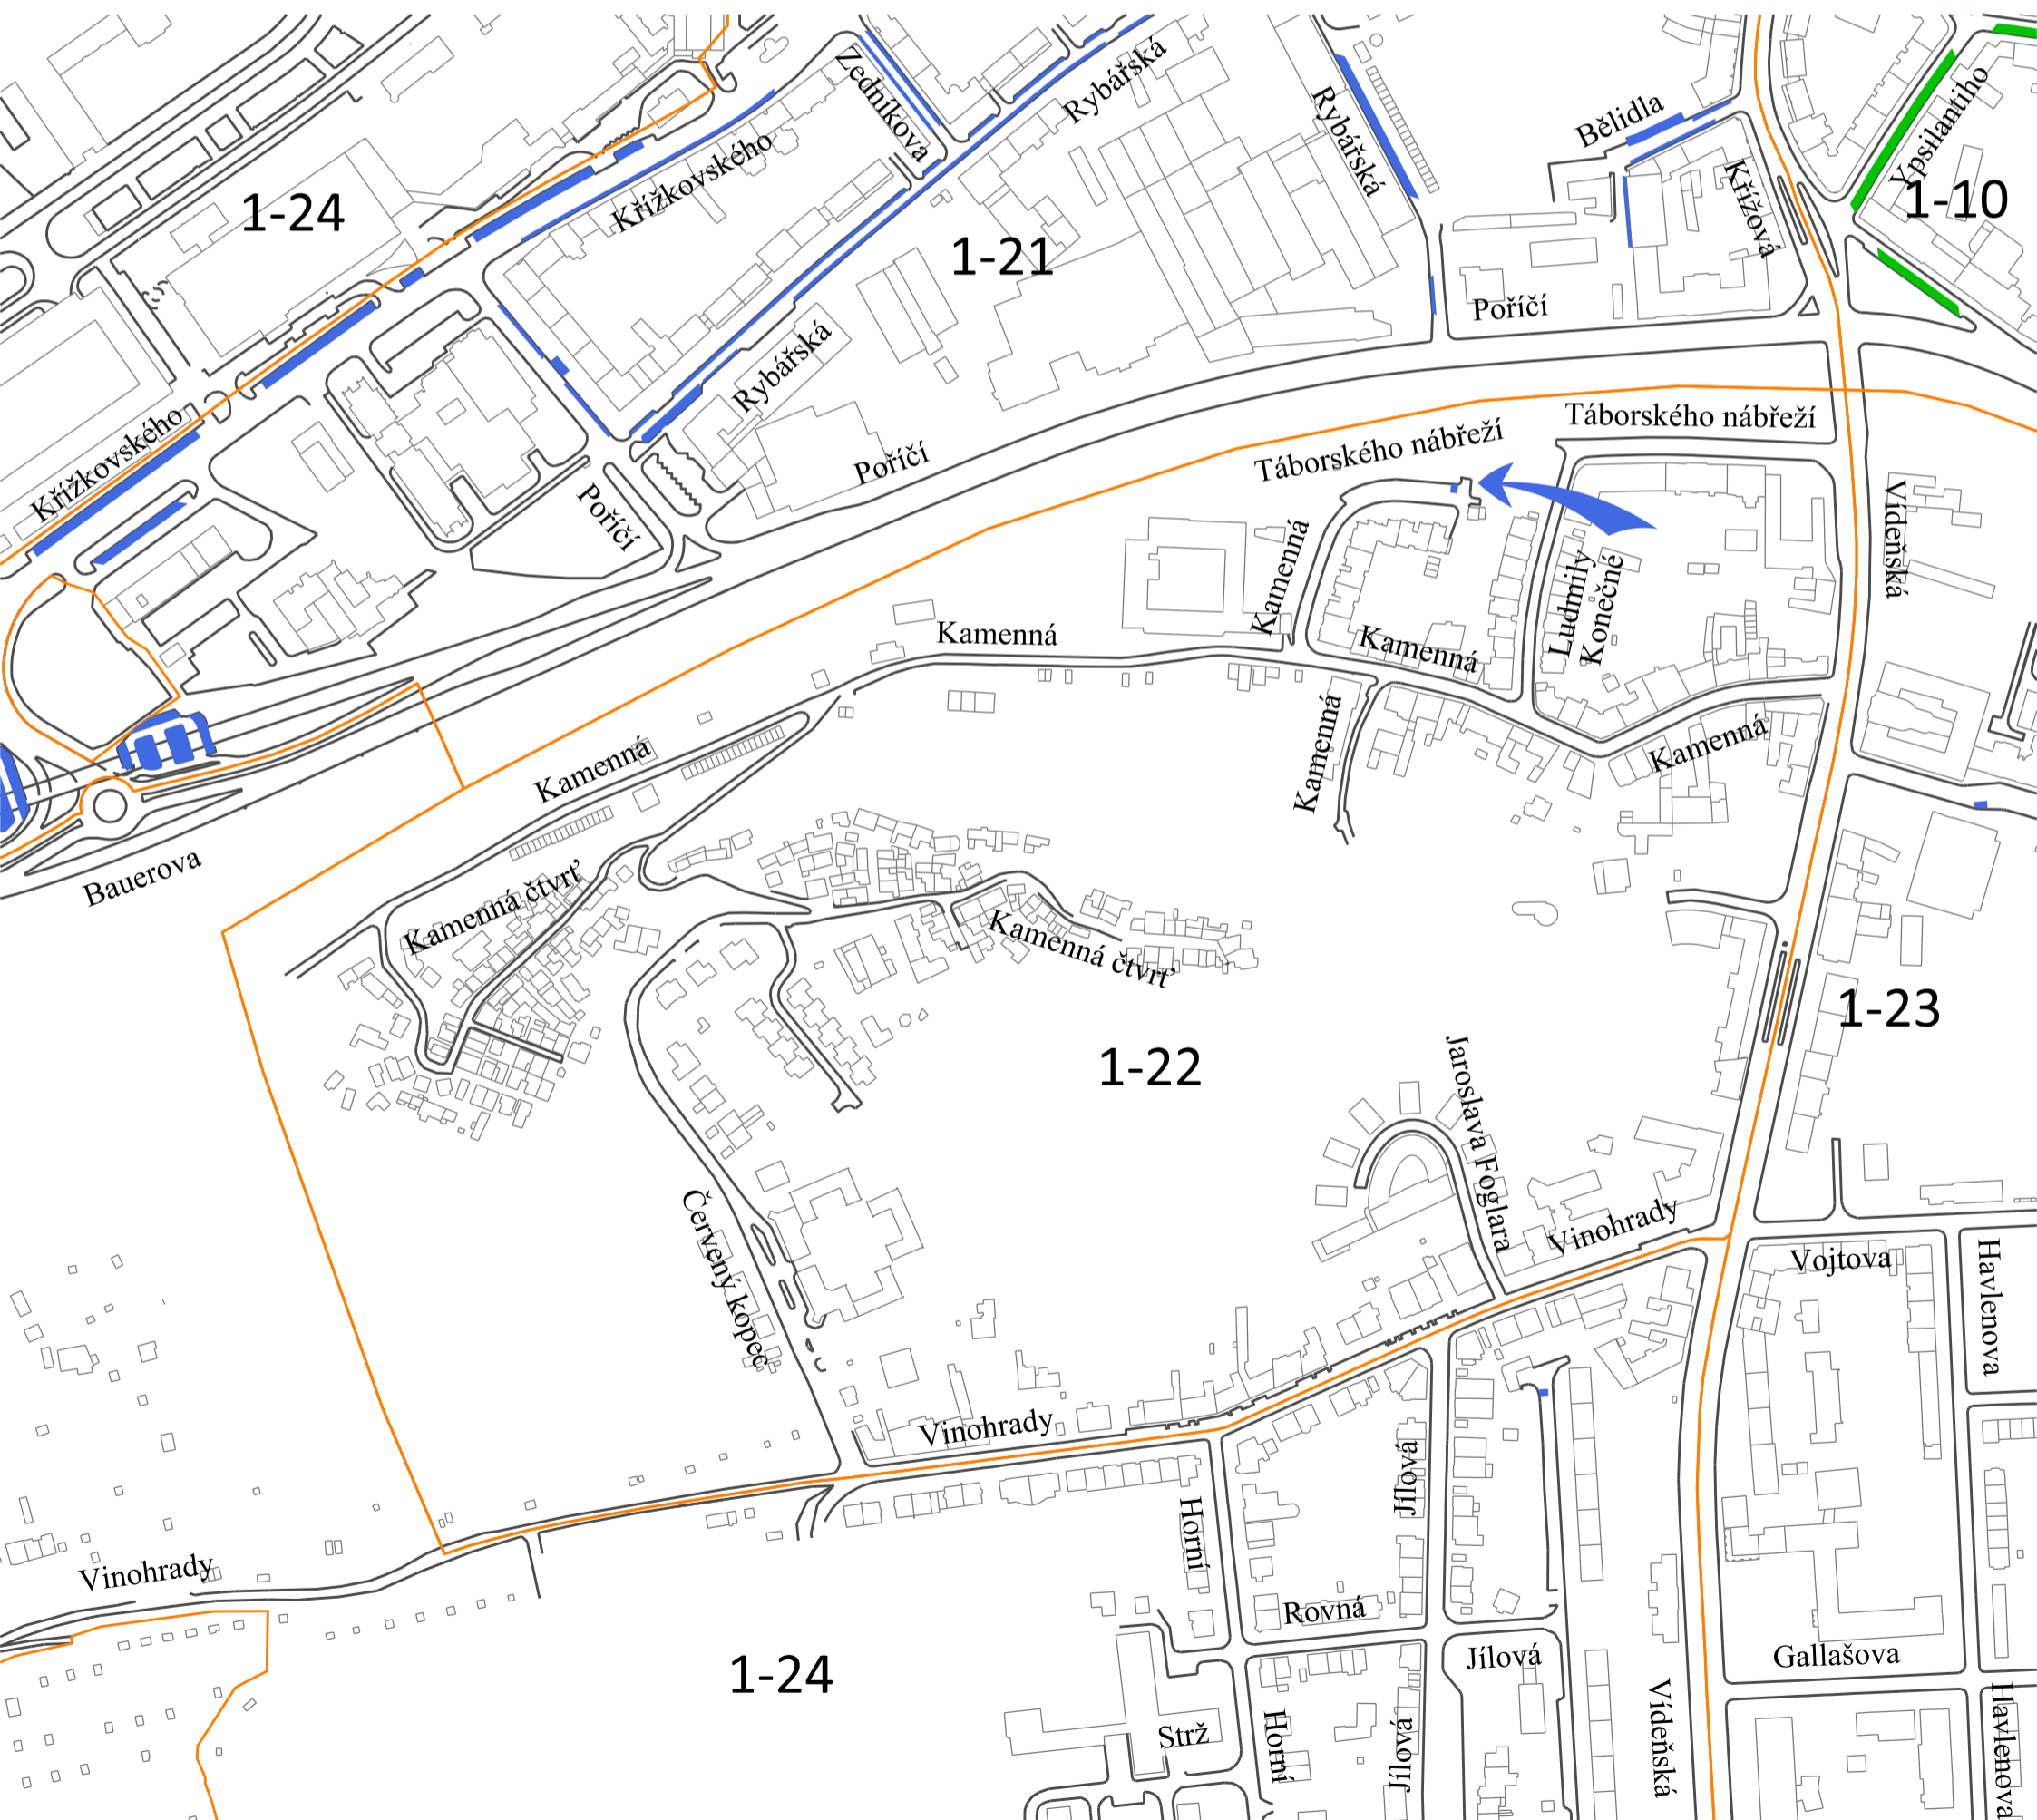 Zedníkova
Rybářská
Rybářská
Bělidla
Ypsilantiho
Křížkovského
1-24
Křížová
1-10
1-21
Poříčí
Rybářská
Křížkovského
Táborského nábřeží
Táborského nábřeží
Poříčí
Poříčí
Vídeňská
Kamenná
Ludmily
Konečné
Kamenná
Kamenná
Kamenná
Kamenná
Kamenná
Bauerova
Kamenná čtvrť
Kamenná čtvrť
1-23
1-22
Jaroslava Foglara
Červený kopec
Vinohrady
Vojtova
Havlenova
Vinohrady
Jílová
Horní
Vinohrady
Rovná
Jílová
Gallašova
1-24
Strž
Horní
Jílová
Vídeňská
Havlenova